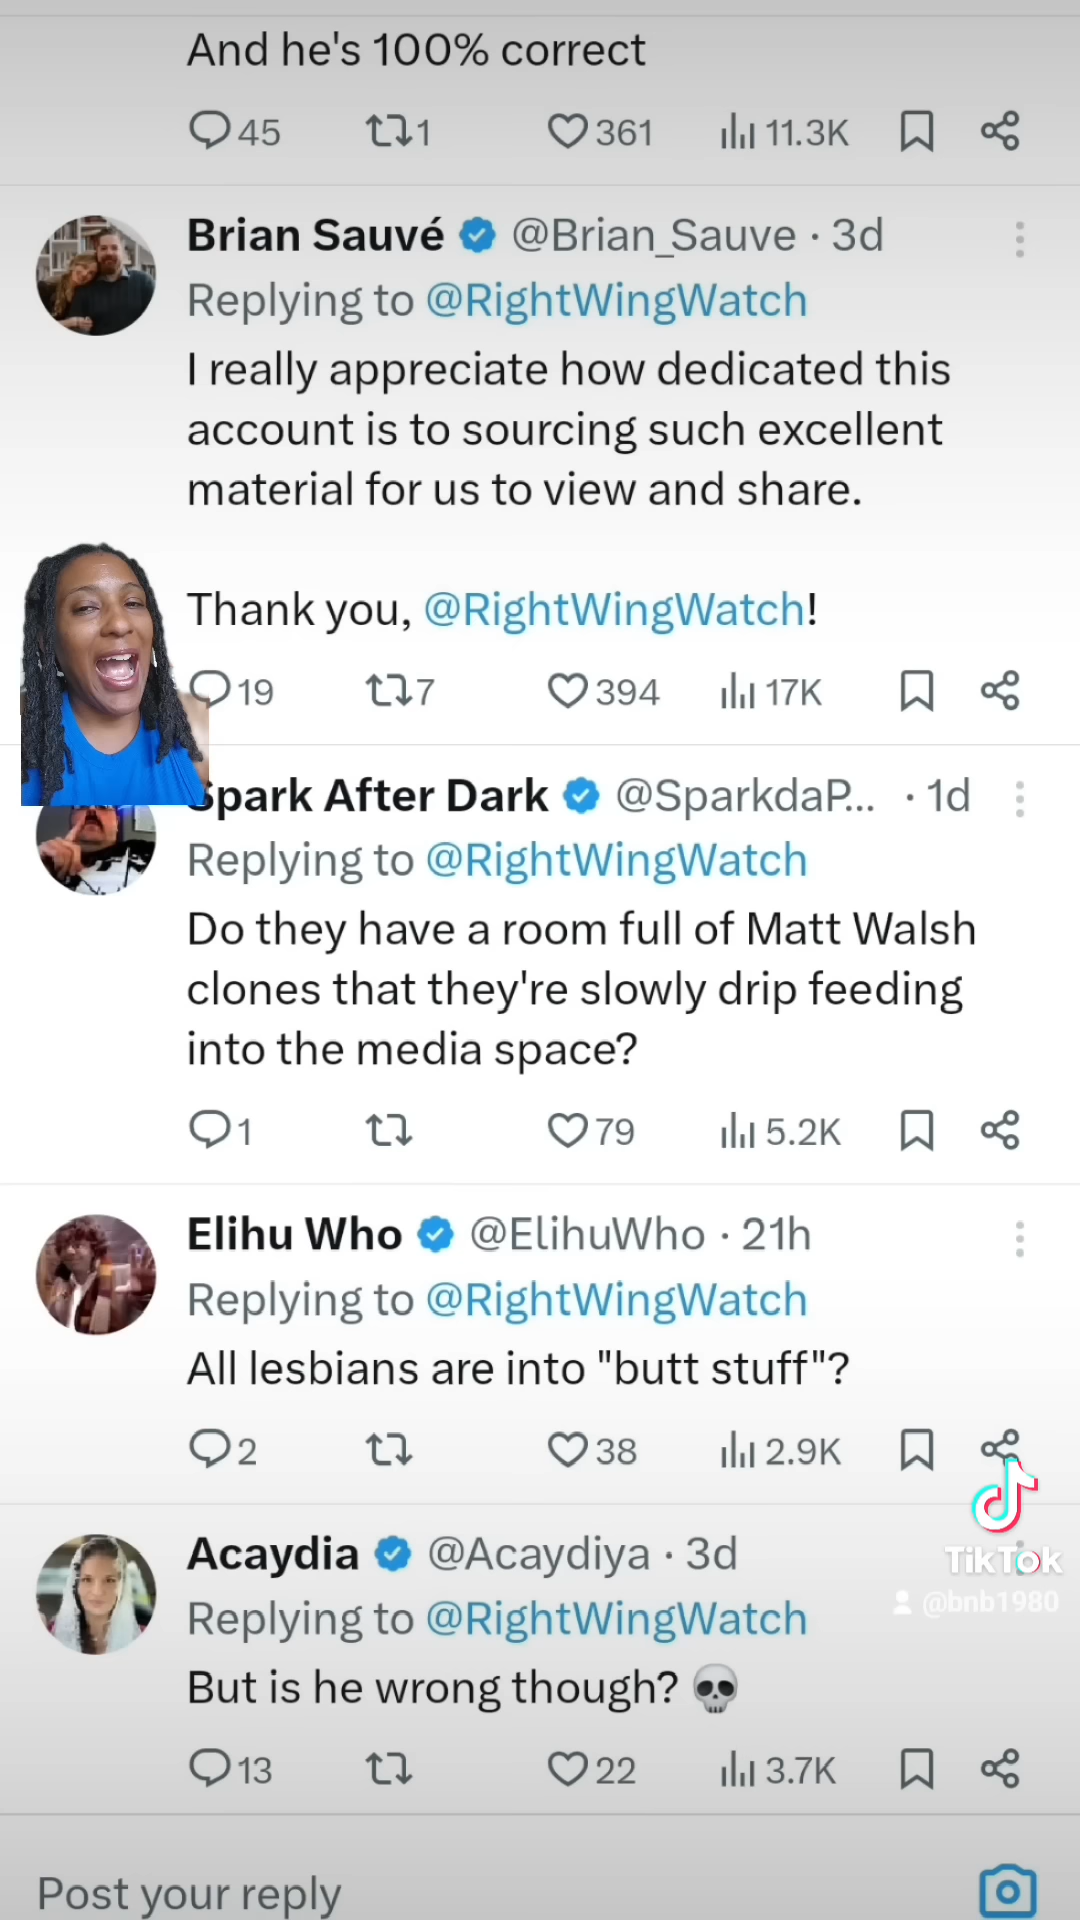 And he's 100% correct
45 1 361 11.3K
Brian Sauvé @Brian_Sauve · 3d
Replying to @RightWingWatch
I really appreciate how dedicated this
account is to sourcing such excellent
material for us to view and share.
Thank you, @RightWingWatch!
19 7 394 17K
Spark After Dark @SparkdaP... · 1d
Replying to @RightWingWatch
Do they have a room full of Matt Walsh
clones that they're slowly drip feeding
into the media space?
1 79 5.2K
Elihu Who @ElihuWho · 21h
Replying to @RightWingWatch
All lesbians are into "butt stuff"?
2 38 2.9K
Acaydia @Acaydiya · 3d
TikTok
@bnb1980
Replying to @RightWingWatch
But is he wrong though? 💀
13 22 3.7K
Post your reply